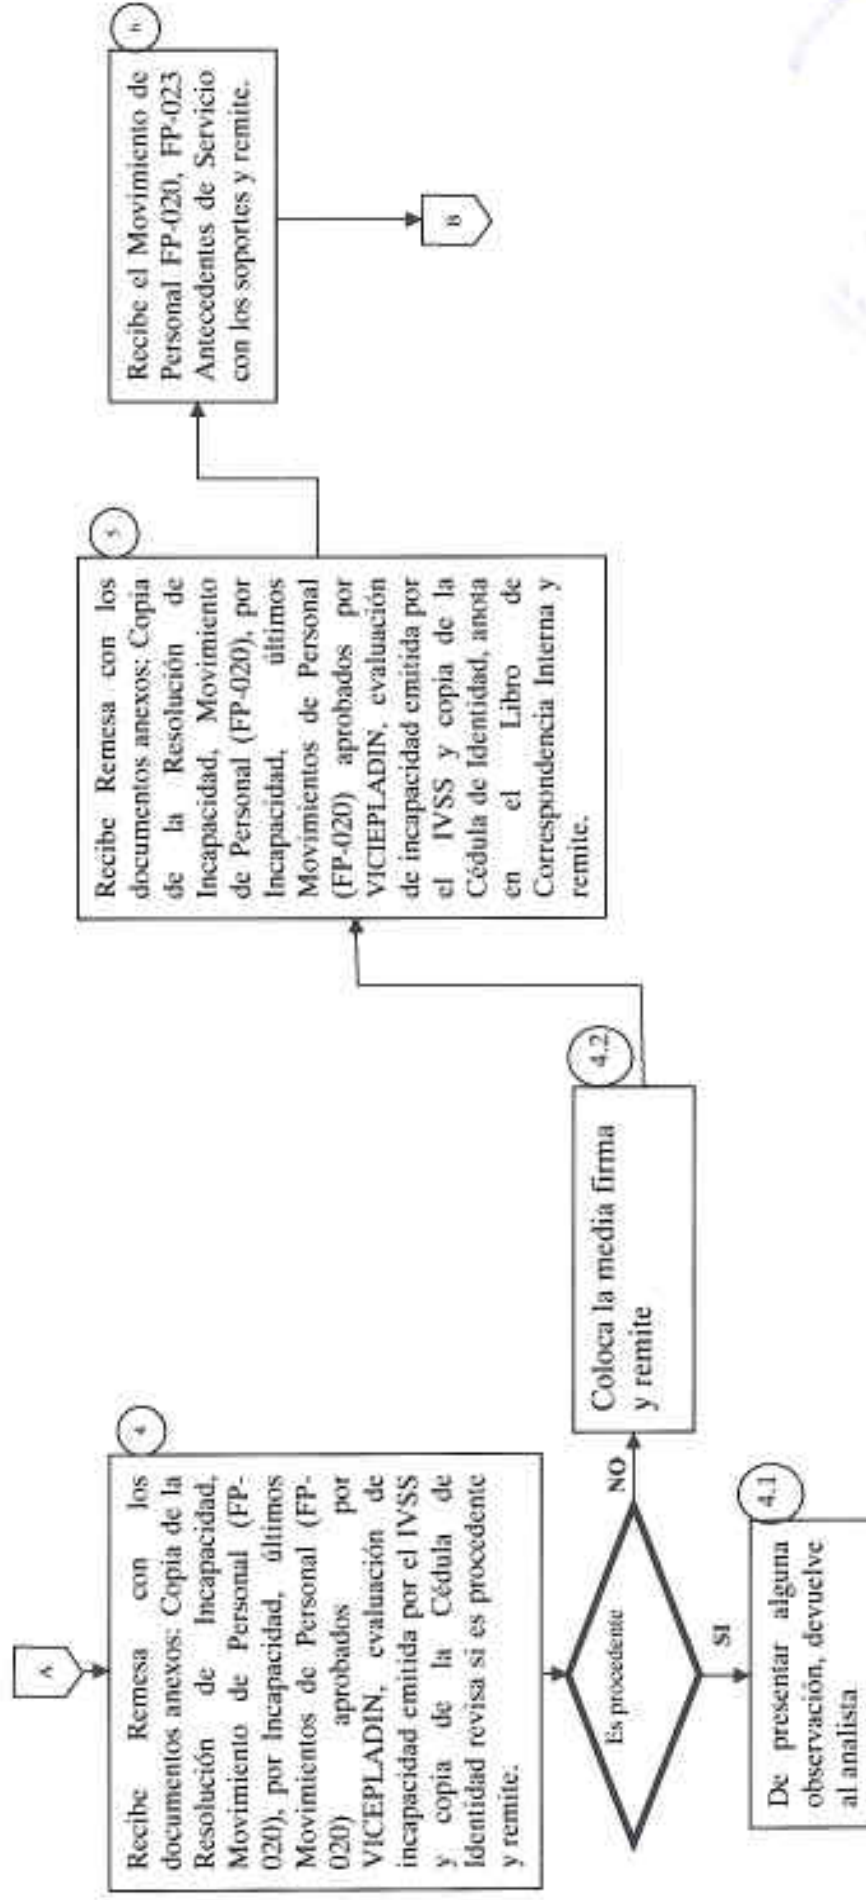 A
4
Recibe Remesa con los
documentos anexos: Copia de la
Resolución de Incapacidad,
Movimiento de Personal (FP-
020), por Incapacidad, últimos
Movimientos de Personal (FP-
020) aprobados por
VICEPLADIN, evaluación de
incapacidad emitida por el IVSS
y copia de la Cédula de
Identidad revisa si es procedente
y remite.
Es procedente
SI
NO
4.1
De presentar alguna
observación, devuelve
al analista
4.2
Coloca la media firma
y remite
5
Recibe Remesa con los
documentos anexos: Copia
de la Resolución de
Incapacidad, Movimiento
de Personal (FP-020), por
Incapacidad, últimos
Movimientos de Personal
(FP-020) aprobados por
VICIEPLADIN, evaluación
de incapacidad emitida por
el IVSS y copia de la
Cédula de Identidad, anota
en el Libro de
Correspondencia Interna y
remite.
6
Recibe el Movimiento de
Personal FP-020, FP-023
Antecedentes de Servicio
con los soportes y remite.
B